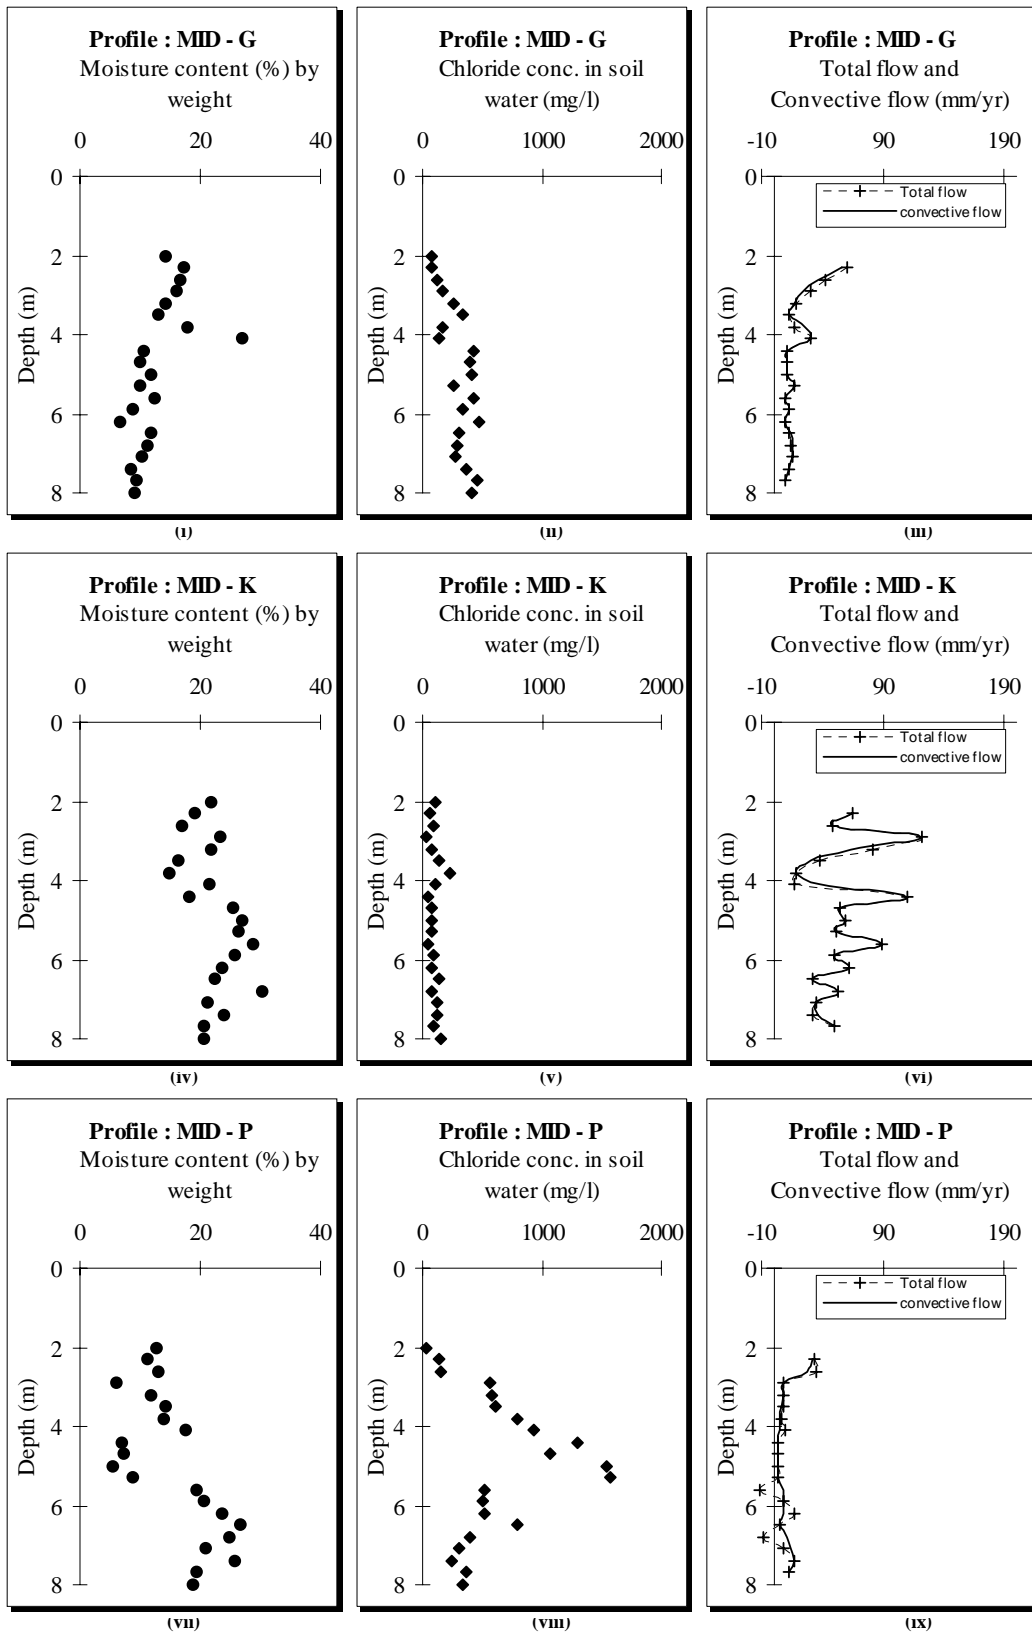 Profile : MID - G
Moisture content (%) by
weight
0 20 40
0
2
4
6
8
Depth (m)
(i)
Profile : MID - G
Chloride conc. in soil
water (mg/l)
0 1000 2000
0
2
4
6
8
Depth (m)
(ii)
Profile : MID - G
Total flow and
Convective flow (mm/yr)
-10 90 190
0
2
4
6
8
Depth (m)
Total flow
convective flow
(iii)
Profile : MID - K
Moisture content (%) by
weight
0 20 40
0
2
4
6
8
Depth (m)
(iv)
Profile : MID - K
Chloride conc. in soil
water (mg/l)
0 1000 2000
0
2
4
6
8
Depth (m)
(v)
Profile : MID - K
Total flow and
Convective flow (mm/yr)
-10 90 190
0
2
4
6
8
Depth (m)
Total flow
convective flow
(vi)
Profile : MID - P
Moisture content (%) by
weight
0 20 40
0
2
4
6
8
Depth (m)
(vii)
Profile : MID - P
Chloride conc. in soil
water (mg/l)
0 1000 2000
0
2
4
6
8
Depth (m)
(viii)
Profile : MID - P
Total flow and
Convective flow (mm/yr)
-10 90 190
0
2
4
6
8
Depth (m)
Total flow
convective flow
(ix)